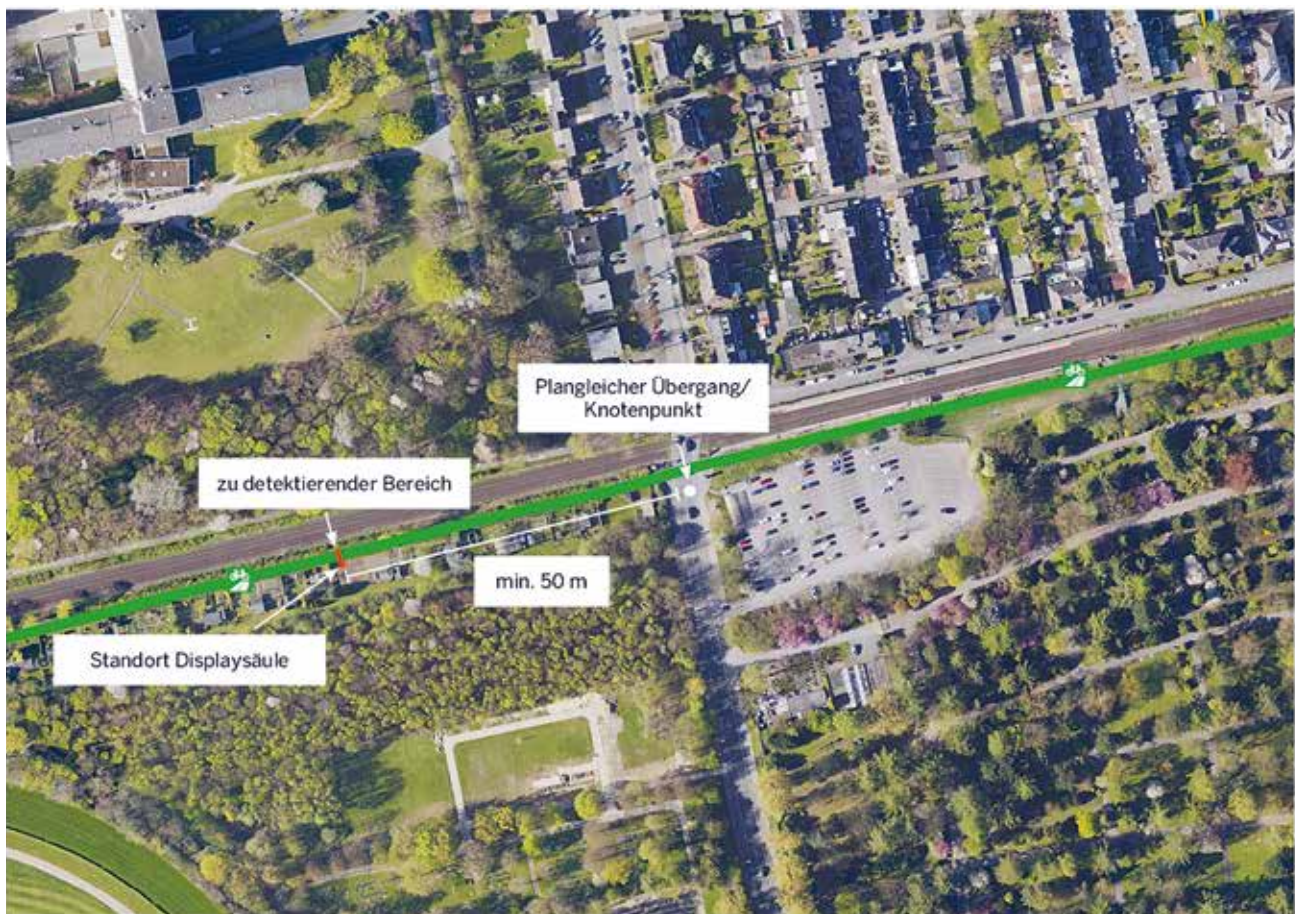 Plangleicher Übergang/
Knotenpunkt
zu detektierender Bereich
min. 50 m
Standort Displaysäule